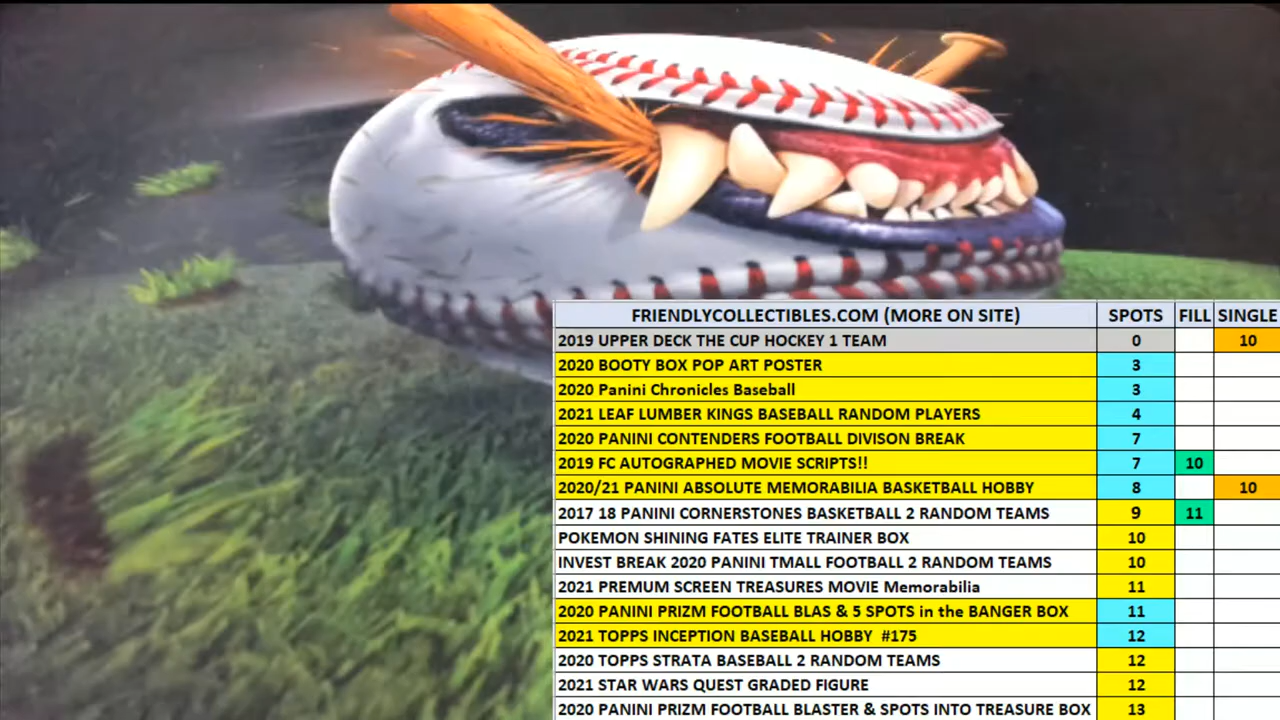 FRIENDLYCOLLECTIBLES.COM (MORE ON SITE) SPOTS FILL SINGLE
2019 UPPER DECK THE CUP HOCKEY 1 TEAM 0 10
2020 BOOTY BOX POP ART POSTER 3
2020 Panini Chronicles Baseball 3
2021 LEAF LUMBER KINGS BASEBALL RANDOM PLAYERS 4
2020 PANINI CONTENDERS FOOTBALL DIVISON BREAK 7
2019 FC AUTOGRAPHED MOVIE SCRIPTS!! 7 10
2020/21 PANINI ABSOLUTE MEMORABILIA BASKETBALL HOBBY 8 10
2017 18 PANINI CORNERSTONES BASKETBALL 2 RANDOM TEAMS 9 11
POKEMON SHINING FATES ELITE TRAINER BOX 10
INVEST BREAK 2020 PANINI TMALL FOOTBALL 2 RANDOM TEAMS 10
2021 PREMUM SCREEN TREASURES MOVIE Memorabilia 11
2020 PANINI PRIZM FOOTBALL BLAS & 5 SPOTS in the BANGER BOX 11
2021 TOPPS INCEPTION BASEBALL HOBBY #175 12
2020 TOPPS STRATA BASEBALL 2 RANDOM TEAMS 12
2021 STAR WARS QUEST GRADED FIGURE 12
2020 PANINI PRIZM FOOTBALL BLASTER & SPOTS INTO TREASURE BOX 13